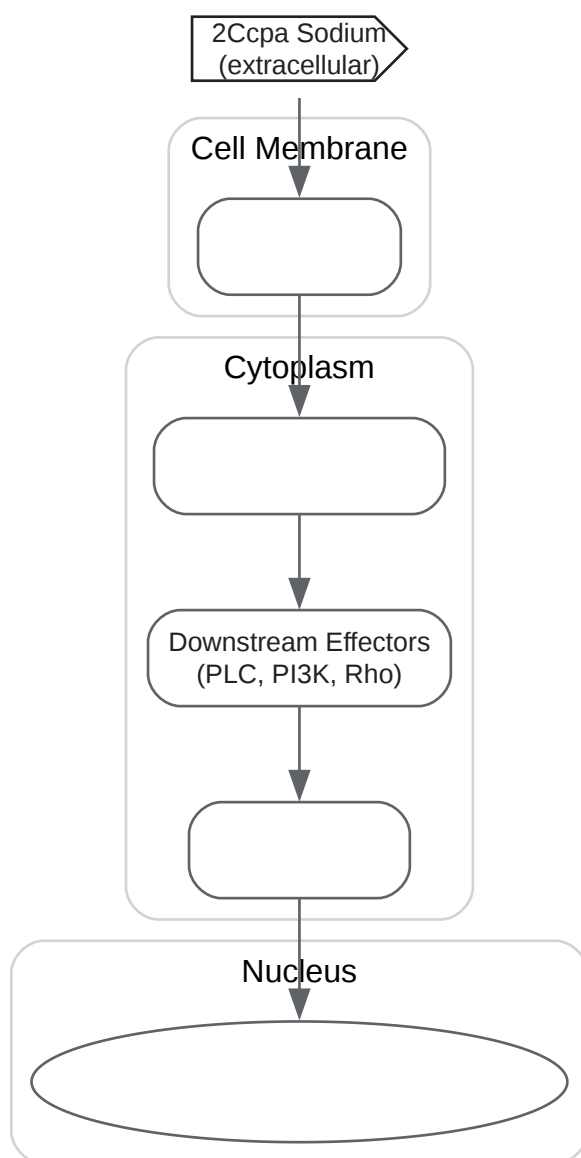 2Ccpa Sodium
(extracellular)
Cell Membrane
Cytoplasm
Downstream Effectors
(PLC, PI3K, Rho)
Nucleus